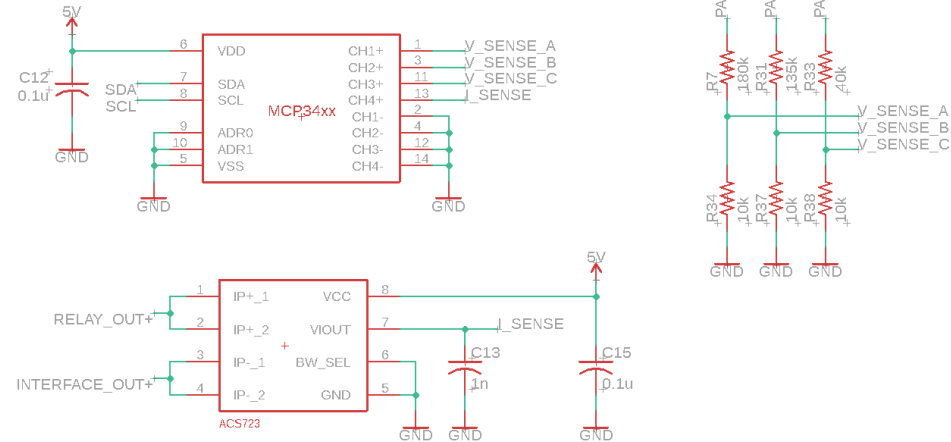 5V
C12
0.1u
GND
SDA
SCL
6
7
8
9
10
5
VDD
SDA
SCL
ADR0
ADR1
VSS
MCP34xx
CH1+
CH2+
CH3+
CH4+
CH1-
CH2-
CH3-
CH4-
1
3
11
13
2
4
12
14
V_SENSE_A
V_SENSE_B
V_SENSE_C
I_SENSE
GND
GND
PA
PA
PA
R7
180k
R31
135k
R33
40k
V_SENSE_A
V_SENSE_B
V_SENSE_C
R34
10k
R37
10k
R38
10k
GND
GND
GND
RELAY_OUT+
INTERFACE_OUT+
1
2
3
4
IP+_1
IP+_2
IP-_1
IP-_2
VCC
VIOUT
BW_SEL
GND
8
7
6
5
ACS723
I_SENSE
5V
C13
1n
C15
0.1u
GND
GND
GND